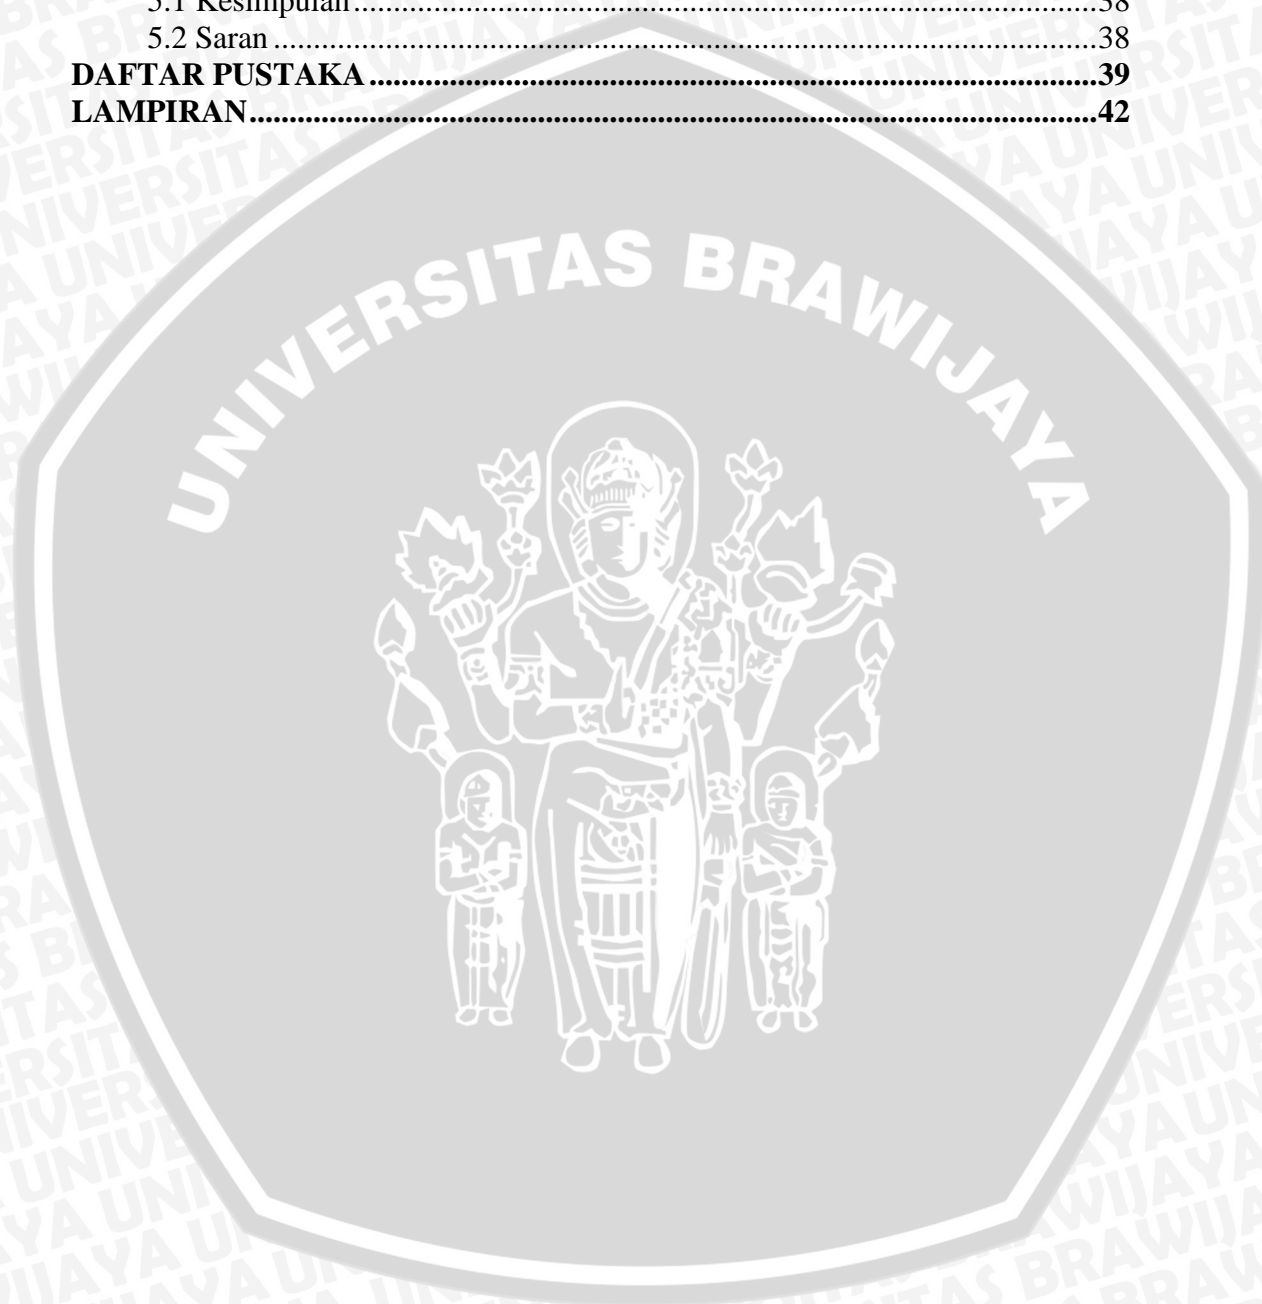 5.1 Kesimpulan....................................................................................................38
5.2 Saran..............................................................................................................38
DAFTAR PUSTAKA..............................................................................................39
LAMPIRAN............................................................................................................42
UNIVERSITAS BRAWIJAYA